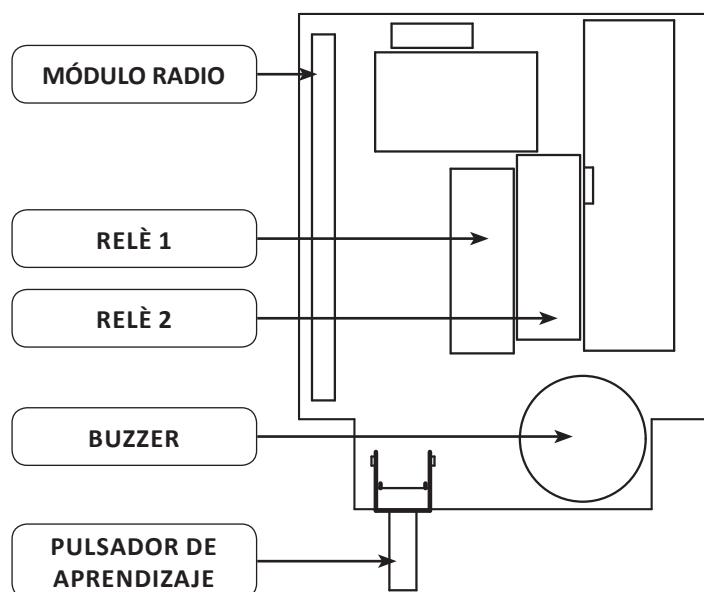 MÓDULO RADIO
RELÈ 1
RELÈ 2
BUZZER
PULSADOR DE
APRENDIZAJE